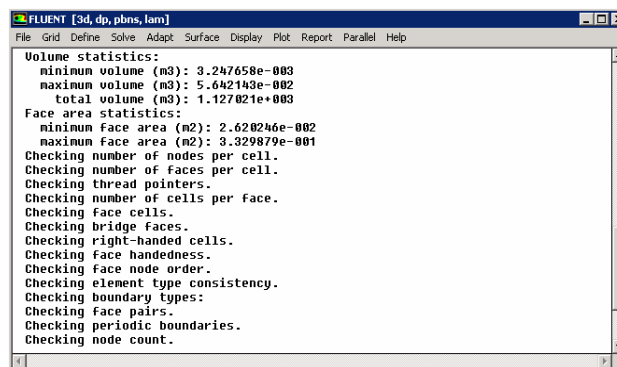 FLUENT [3d, dp, pbns, lam]
File Grid Define Solve Adapt Surface Display Plot Report Parallel Help
Volume statistics:
minimum volume (m3): 3.247658e-003
maximum volume (m3): 5.642143e-002
total volume (m3): 1.127021e+003
Face area statistics:
minimum face area (m2): 2.620246e-002
maximum face area (m2): 3.329879e-001
Checking number of nodes per cell.
Checking number of faces per cell.
Checking thread pointers.
Checking number of cells per face.
Checking face cells.
Checking bridge faces.
Checking right-handed cells.
Checking face handedness.
Checking face node order.
Checking element type consistency.
Checking boundary types:
Checking face pairs.
Checking periodic boundaries.
Checking node count.